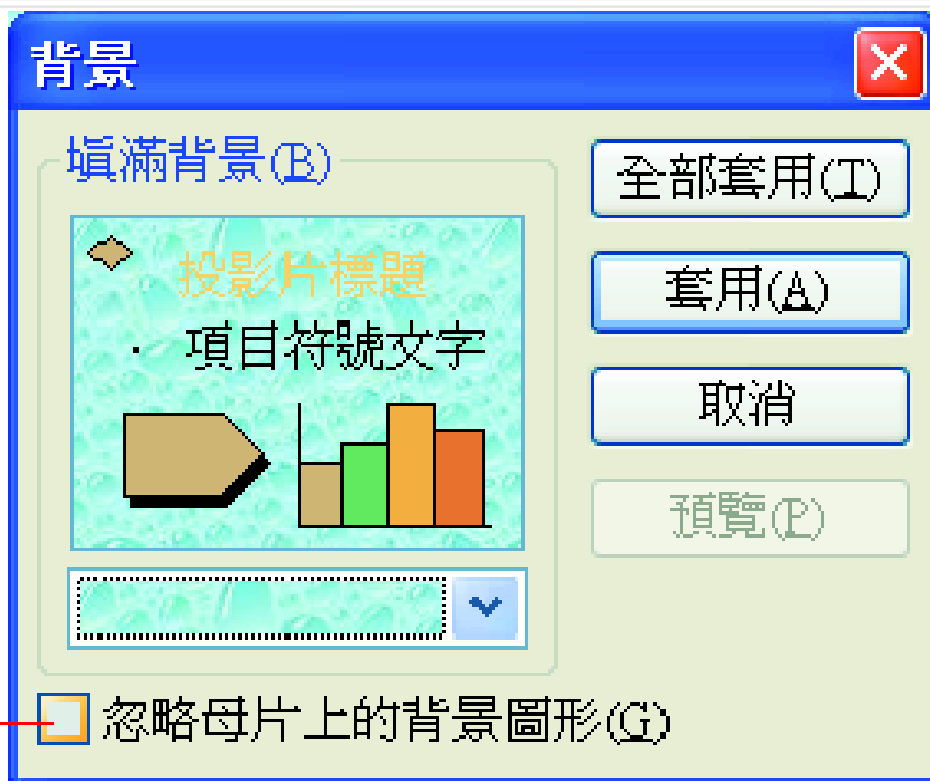 背景
填滿背景(B)
投影片標題
· 項目符號文字
全部套用(T)
套用(A)
取消
預覽(P)
忽略母片上的背景圖形(G)